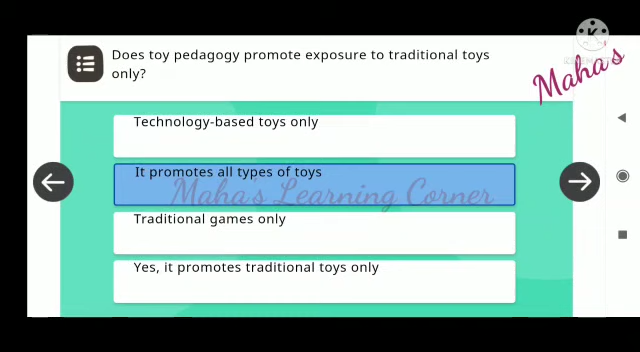 Does toy pedagogy promote exposure to traditional toys
only?
Maha's
Technology-based toys only
It promotes all types of toys
Maha's Learning Corner
Traditional games only
Yes, it promotes traditional toys only